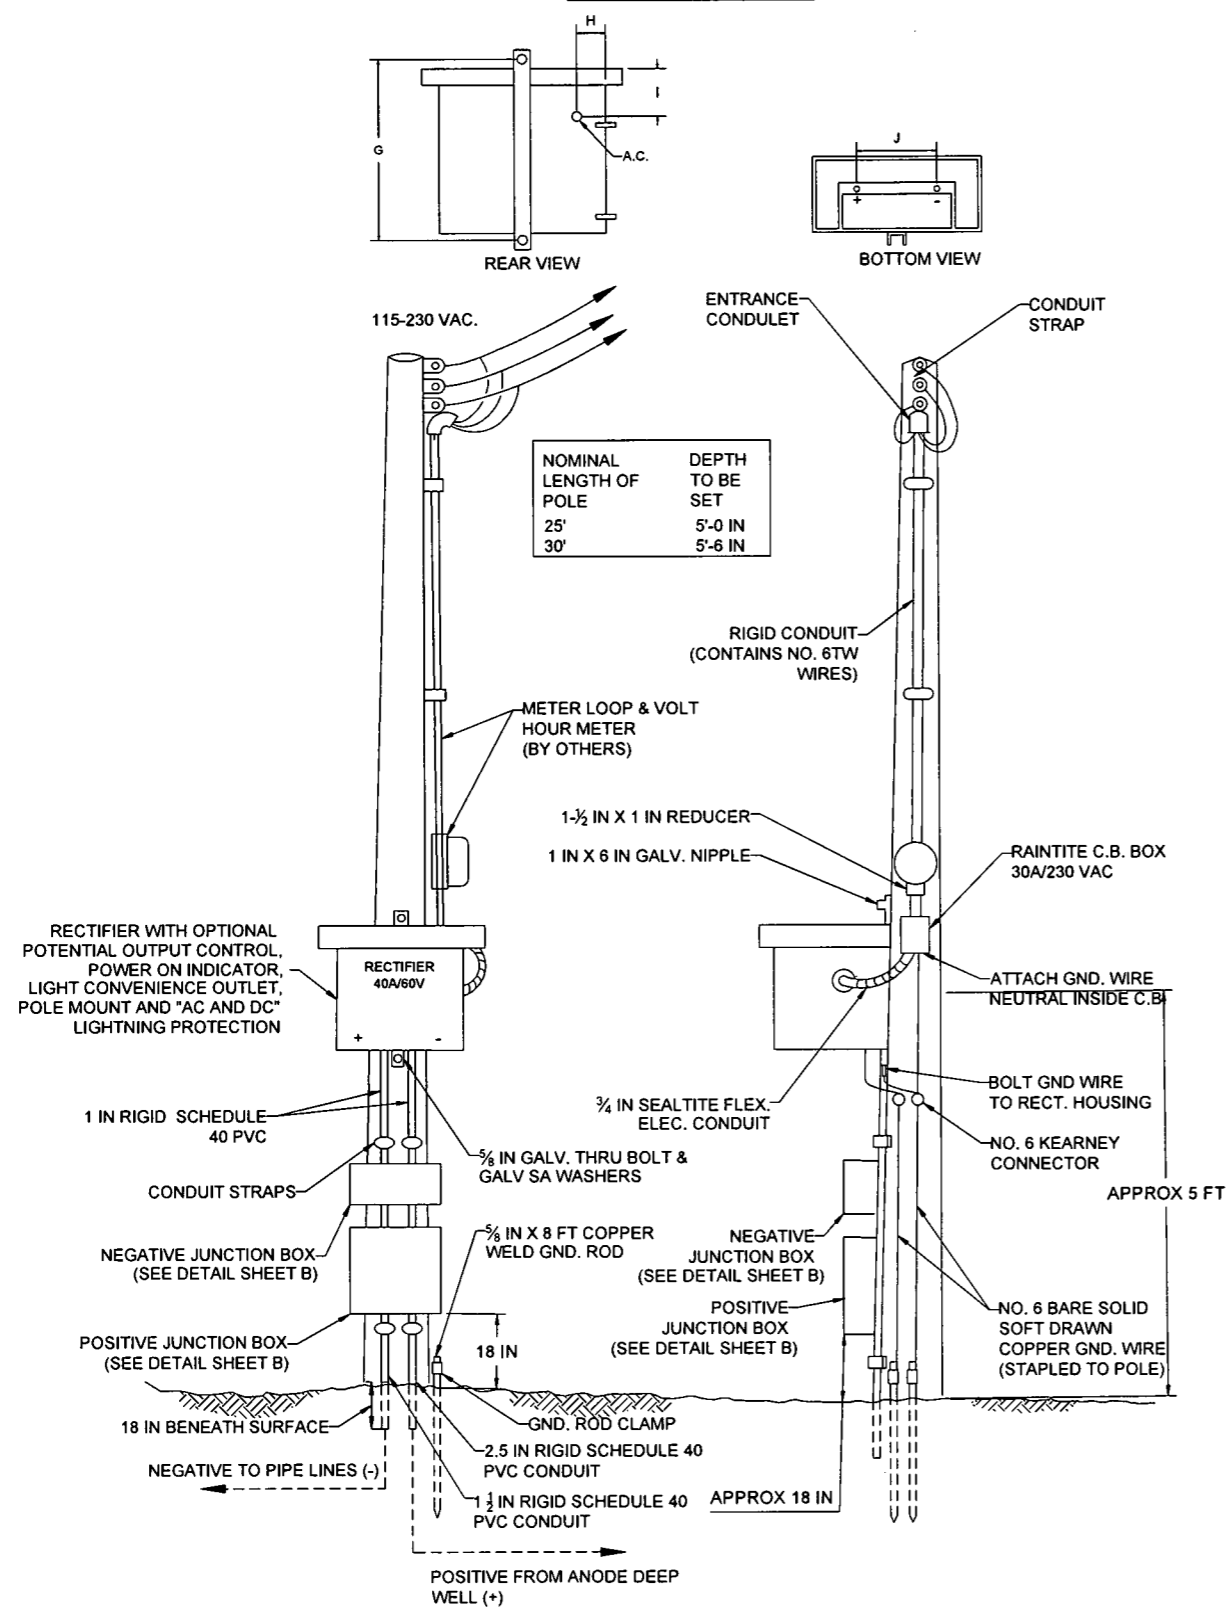 H
I
G
A.C.
REAR VIEW
J
+ -
BOTTOM VIEW
115-230 VAC.
ENTRANCE
CONDULET
CONDUIT
STRAP
NOMINAL
LENGTH OF
POLE
DEPTH
TO BE
SET
25' 5'-0 IN
30' 5'-6 IN
RIGID CONDUIT
(CONTAINS NO. 6TW
WIRES)
METER LOOP & VOLT
HOUR METER
(BY OTHERS)
1-½ IN X 1 IN REDUCER
1 IN X 6 IN GALV. NIPPLE
RAINTITE C.B. BOX
30A/230 VAC
RECTIFIER WITH OPTIONAL
POTENTIAL OUTPUT CONTROL,
POWER ON INDICATOR,
LIGHT CONVENIENCE OUTLET,
POLE MOUNT AND "AC AND DC"
LIGHTNING PROTECTION
RECTIFIER
40A/60V
+ -
ATTACH GND. WIRE
NEUTRAL INSIDE C.B
BOLT GND WIRE
TO RECT. HOUSING
¾ IN SEALTITE FLEX.
ELEC. CONDUIT
1 IN RIGID SCHEDULE
40 PVC
NO. 6 KEARNEY
CONNECTOR
⅝ IN GALV. THRU BOLT &
GALV SA WASHERS
CONDUIT STRAPS
APPROX 5 FT
NEGATIVE JUNCTION BOX
(SEE DETAIL SHEET B)
⅝ IN X 8 FT COPPER
WELD GND. ROD
NEGATIVE
JUNCTION BOX
(SEE DETAIL SHEET B)
POSITIVE
JUNCTION BOX
(SEE DETAIL SHEET B)
NO. 6 BARE SOLID
SOFT DRAWN
COPPER GND. WIRE
(STAPLED TO POLE)
POSITIVE JUNCTION BOX
(SEE DETAIL SHEET B)
18 IN
18 IN BENEATH SURFACE
GND. ROD CLAMP
2.5 IN RIGID SCHEDULE 40
PVC CONDUIT
NEGATIVE TO PIPE LINES (-)
1 ½ IN RIGID SCHEDULE 40
PVC CONDUIT
APPROX 18 IN
POSITIVE FROM ANODE DEEP
WELL (+)